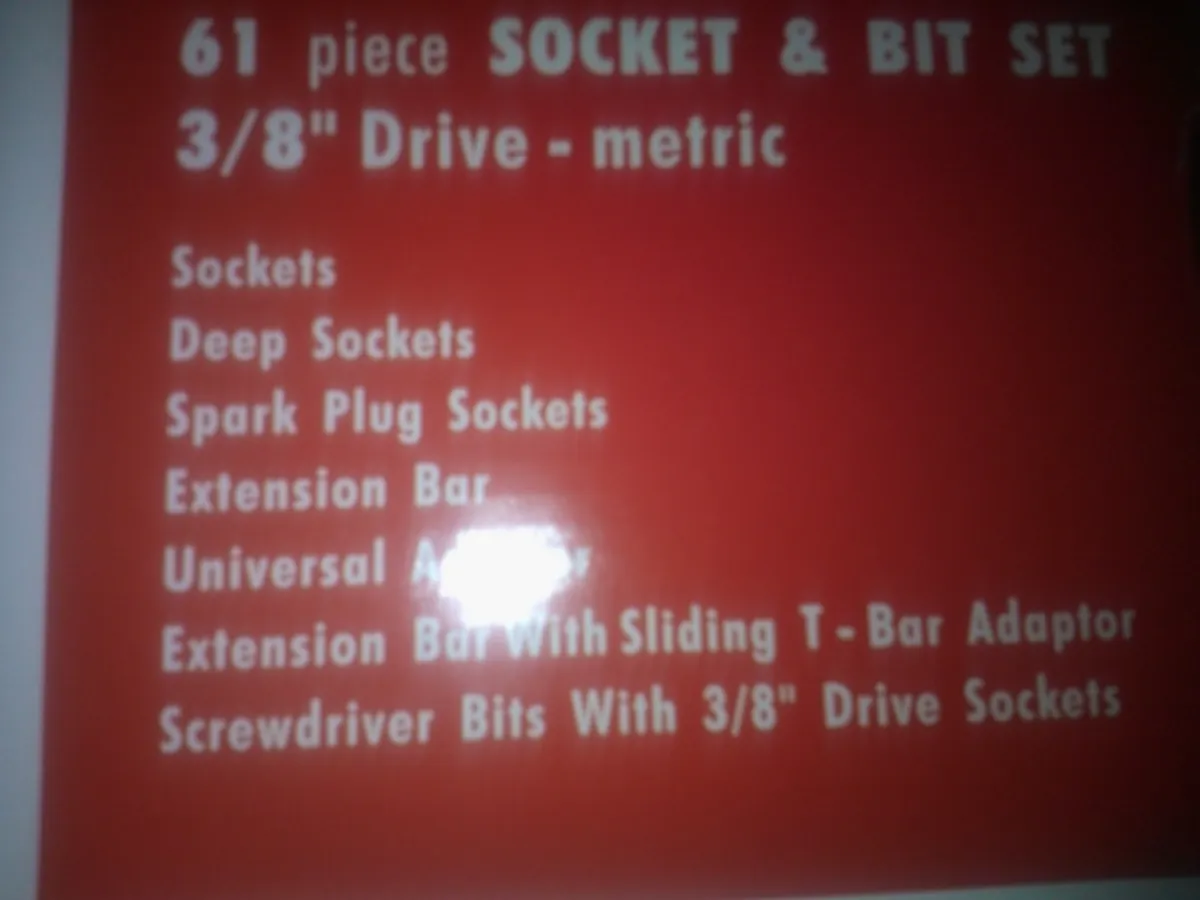 61 piece SOCKET & BIT SET
3/8" Drive - metric
Sockets
Deep Sockets
Spark Plug Sockets
Extension Bar
Universal
Extension Bar With Sliding T - Bar Adaptor
Screwdriver Bits With 3/8" Drive Sockets